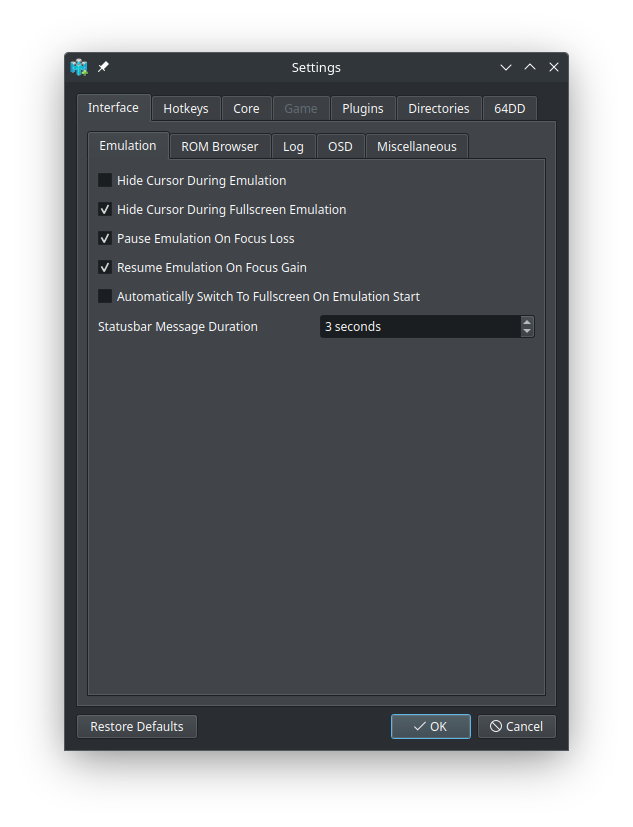 Settings
Interface Hotkeys Core Game Plugins Directories 64DD
Emulation ROM Browser Log OSD Miscellaneous
Hide Cursor During Emulation
Hide Cursor During Fullscreen Emulation
Pause Emulation On Focus Loss
Resume Emulation On Focus Gain
Automatically Switch To Fullscreen On Emulation Start
Statusbar Message Duration 3 seconds
Restore Defaults OK Cancel